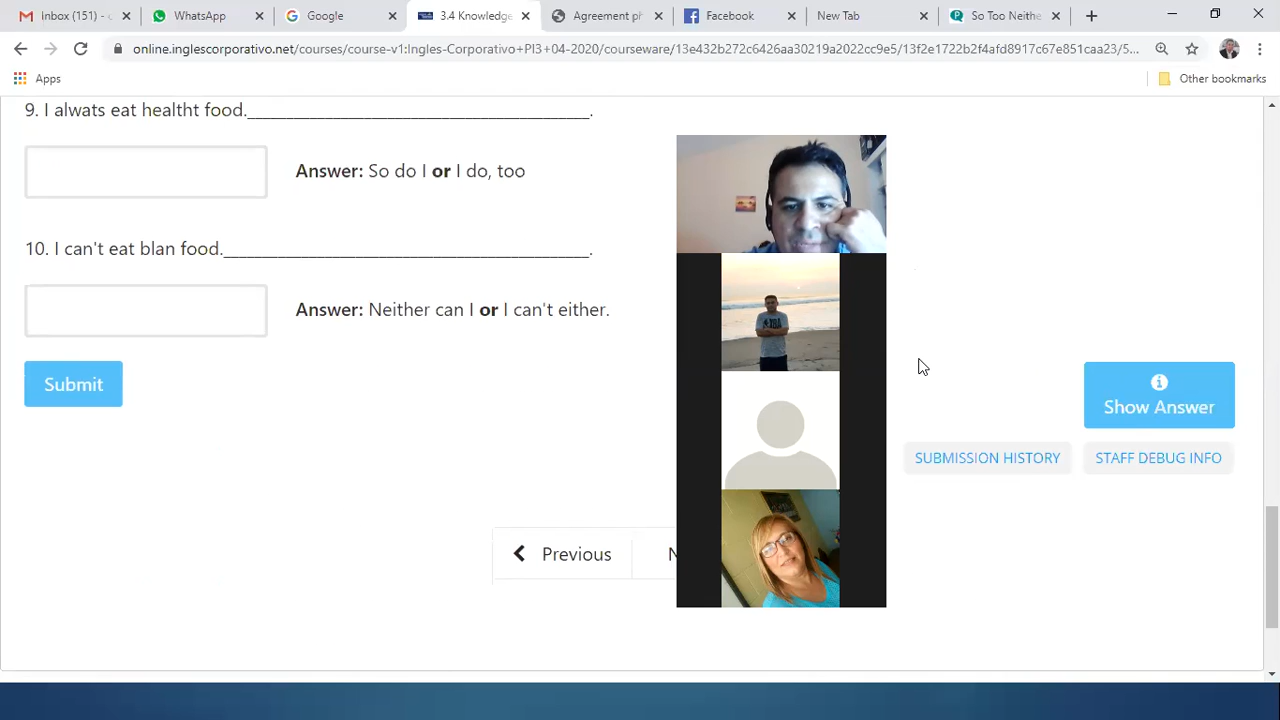 Inbox (151) - c
WhatsApp
Google
3.4 Knowledge
Agreement ph
Facebook
New Tab
So Too Neithe
online.inglescorporativo.net/courses/course-v1:Ingles-Corporativo+PI3+04-2020/courseware/13e432b272c6426aa30219a2022cc9e5/13f2e1722b2f4afd8917c67e851caa23/5...
Apps
Other bookmarks
9. I alwats eat healtht food.________________________________________.
Answer: So do I or I do, too
10. I can't eat blan food.___________________________________________.
Answer: Neither can I or I can't either.
Submit
Show Answer
SUBMISSION HISTORY
STAFF DEBUG INFO
Previous
N